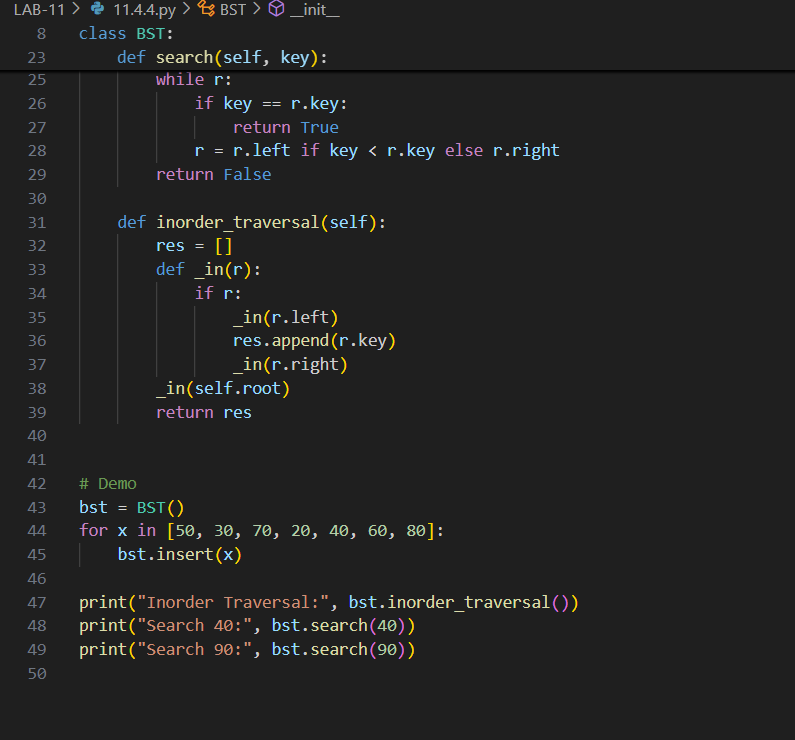 LAB-11 > 11.4.4.py > BST > __init__
8 class BST:
23     def search(self, key):
25         while r:
26             if key == r.key:
27                 return True
28             r = r.left if key < r.key else r.right
29         return False
30
31     def inorder_traversal(self):
32         res = []
33         def _in(r):
34             if r:
35                 _in(r.left)
36                 res.append(r.key)
37                 _in(r.right)
38         _in(self.root)
39         return res
40
41
42 # Demo
43 bst = BST()
44 for x in [50, 30, 70, 20, 40, 60, 80]:
45     bst.insert(x)
46
47 print("Inorder Traversal:", bst.inorder_traversal())
48 print("Search 40:", bst.search(40))
49 print("Search 90:", bst.search(90))
50